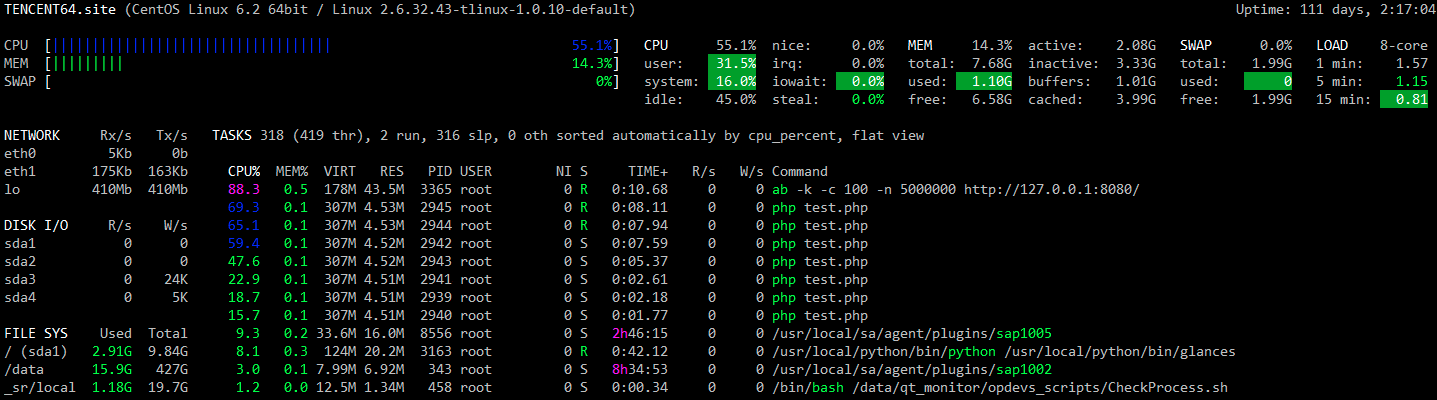 TENCENT64.site (CentOS Linux 6.2 64bit / Linux 2.6.32.43-tlinux-1.0.10-default) Uptime: 111 days, 2:17:04
CPU [||||||||||||||||||||||||||||||||||| 55.1%] CPU 55.1% nice: 0.0% MEM 14.3% active: 2.08G SWAP 0.0% LOAD 8-core
MEM [||||||||| 14.3%] user: 31.5% irq: 0.0% total: 7.68G inactive: 3.33G total: 1.99G 1 min: 1.57
SWAP [ 0%] system: 16.0% iowait: 0.0% used: 1.10G buffers: 1.01G used: 0 5 min: 1.15
idle: 45.0% steal: 0.0% free: 6.58G cached: 3.99G free: 1.99G 15 min: 0.81
NETWORK Rx/s Tx/s TASKS 318 (419 thr), 2 run, 316 slp, 0 oth sorted automatically by cpu_percent, flat view
eth0 5Kb 0b
eth1 175Kb 163Kb CPU% MEM% VIRT RES PID USER NI S TIME+ R/s W/s Command
lo 410Mb 410Mb 88.3 0.5 178M 43.5M 3365 root 0 R 0:10.68 0 0 ab -k -c 100 -n 5000000 http://127.0.0.1:8080/
69.3 0.1 307M 4.53M 2945 root 0 R 0:08.11 0 0 php test.php
DISK I/O R/s W/s 65.1 0.1 307M 4.53M 2944 root 0 R 0:07.94 0 0 php test.php
sda1 0 0 59.4 0.1 307M 4.52M 2943 root 0 S 0:07.59 0 0 php test.php
sda2 0 0 47.6 0.1 307M 4.52M 2942 root 0 S 0:05.37 0 0 php test.php
sda3 0 24K 22.9 0.1 307M 4.51M 2941 root 0 S 0:02.61 0 0 php test.php
sda4 0 5K 18.7 0.1 307M 4.51M 2939 root 0 S 0:02.18 0 0 php test.php
15.7 0.1 307M 4.51M 2940 root 0 S 0:01.77 0 0 php test.php
FILE SYS Used Total 9.3 0.2 33.6M 16.0M 8556 root 0 S 2h46:15 0 0 /usr/local/sa/agent/plugins/sap1005
/ (sda1) 2.91G 9.84G 8.1 0.3 124M 20.2M 3163 root 0 R 0:42.12 0 0 /usr/local/python/bin/python /usr/local/python/bin/glances
/data 15.9G 427G 3.0 0.1 7.99M 6.92M 343 root 0 S 8h34:53 0 0 /usr/local/sa/agent/plugins/sap1002
_sr/local 1.18G 19.7G 1.2 0.0 12.5M 1.34M 458 root 0 S 0:00.34 0 0 /bin/bash /data/qt_monitor/opdevs_scripts/CheckProcess.sh